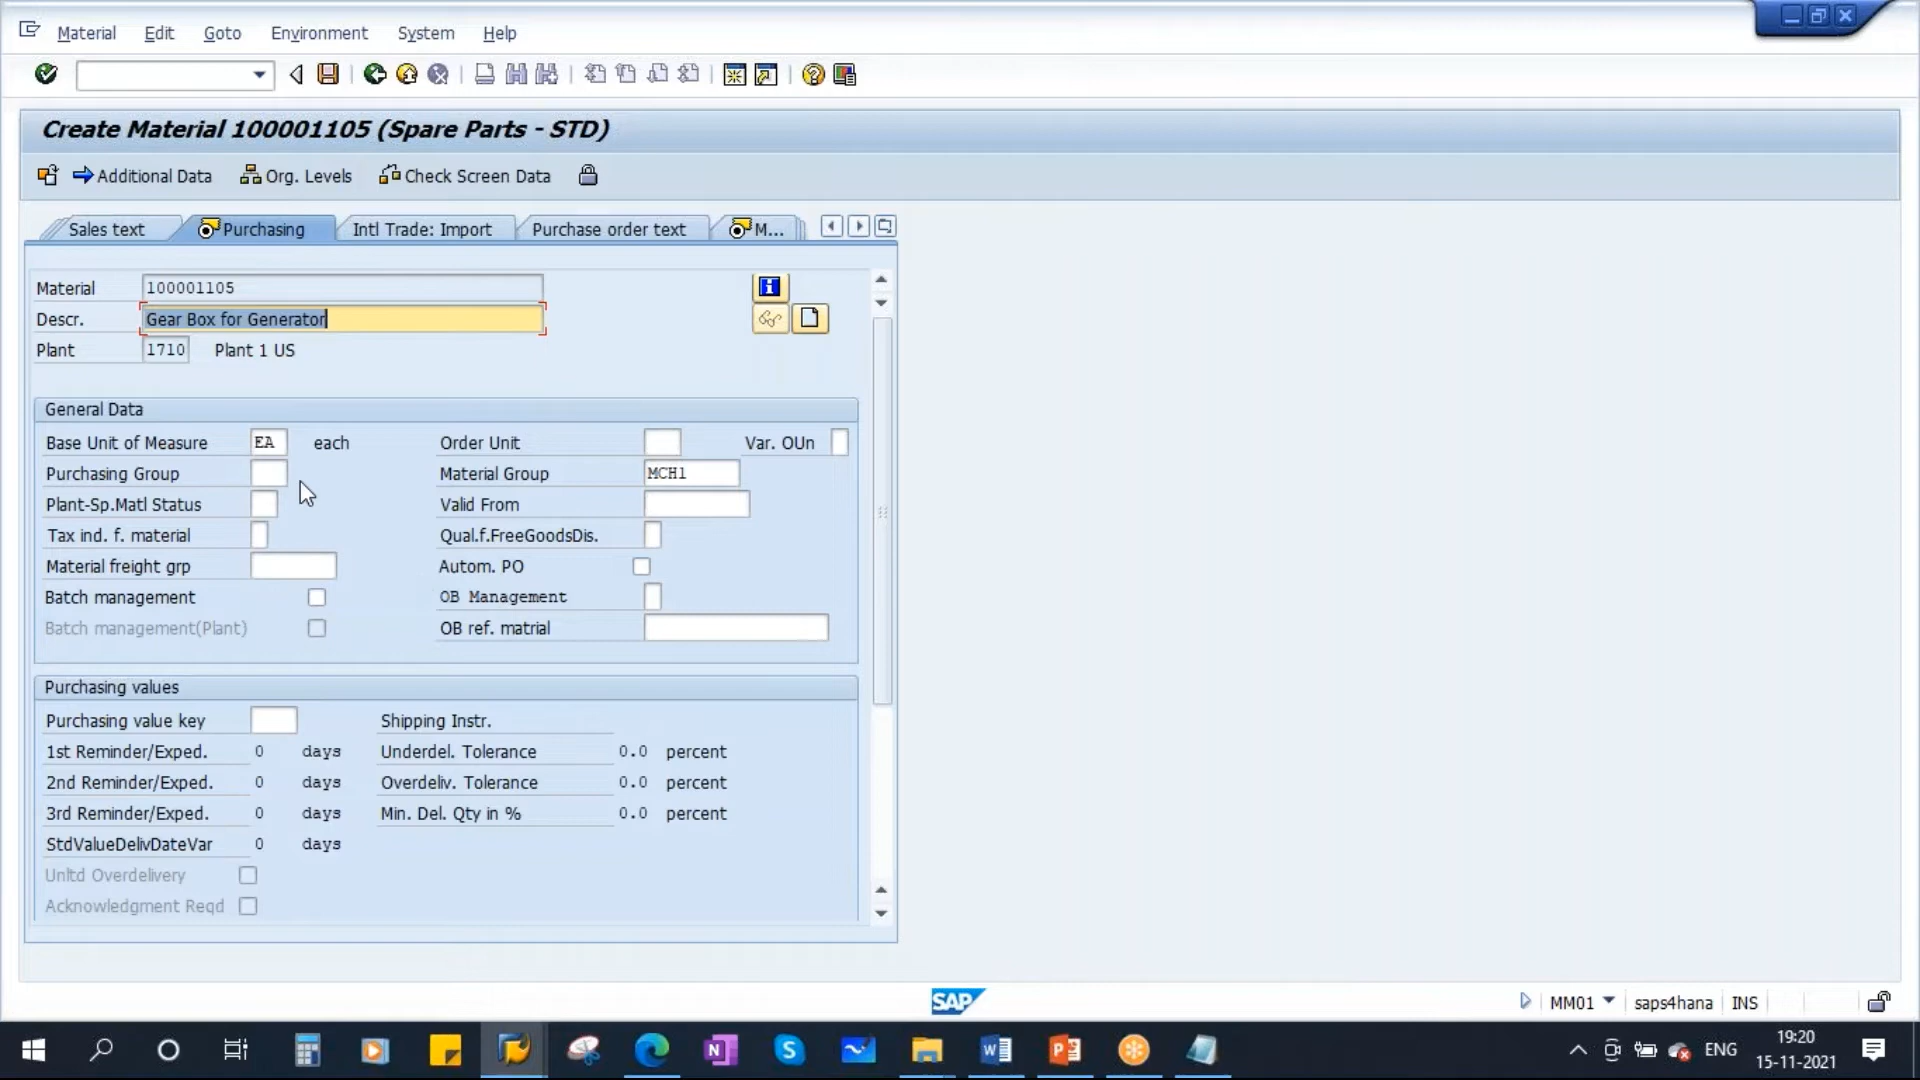 Material Edit Goto Environment System Help
Create Material 100001105 (Spare Parts - STD)
Additional Data Org. Levels Check Screen Data
Sales text Purchasing Intl Trade: Import Purchase order text M...
Material 100001105
Descr. Gear Box for Generator
Plant 1710 Plant 1 US
General Data
Base Unit of Measure EA each Order Unit Var. OUn
Purchasing Group Material Group MCH1
Plant-Sp.Matl Status Valid From
Tax ind. f. material Qual.f.FreeGoodsDis.
Material freight grp Autom. PO
Batch management OB Management
Batch management(Plant) OB ref. matrial
Purchasing values
Purchasing value key Shipping Instr.
1st Reminder/Exped. 0 days Underdel. Tolerance 0.0 percent
2nd Reminder/Exped. 0 days Overdeliv. Tolerance 0.0 percent
3rd Reminder/Exped. 0 days Min. Del. Qty in % 0.0 percent
StdValueDelivDateVar 0 days
Unltd Overdelivery
Acknowledgment Reqd
SAP MM01 saps4hana INS
ENG 19:20
15-11-2021